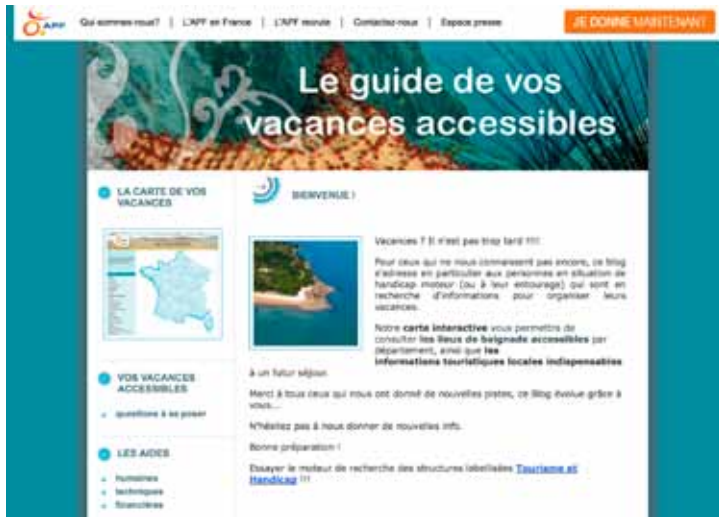 APF
Qui sommes-nous? | L'APF en France | L'APF recrute | Contactez-nous | Espace presse
JE DONNE MAINTENANT
Le guide de vos
vacances accessibles
LA CARTE DE VOS
VACANCES
VOS VACANCES
ACCESSIBLES
questions à se poser
LES AIDES
humaines
techniques
financières
BIENVENUE !
Vacances ? Il n'est pas trop tard !!!!
Pour ceux qui ne nous connaissent pas encore, ce blog
s'adresse en particulier aux personnes en situation de
handicap moteur (ou à leur entourage) qui sont en
recherche d'informations pour organiser leurs
vacances.
Notre carte interactive vous permettra de
consulter les lieux de baignade accessibles par
département, ainsi que les
informations touristiques locales indispensables
à un futur séjour.
Merci à tous ceux qui nous ont donné de nouvelles pistes, ce Blog évolue grâce à
vous...
N'hésitez pas à nous donner de nouvelles info.
Bonne préparation !
Essayer le moteur de recherche des structures labellisées Tourisme et
Handicap !!!